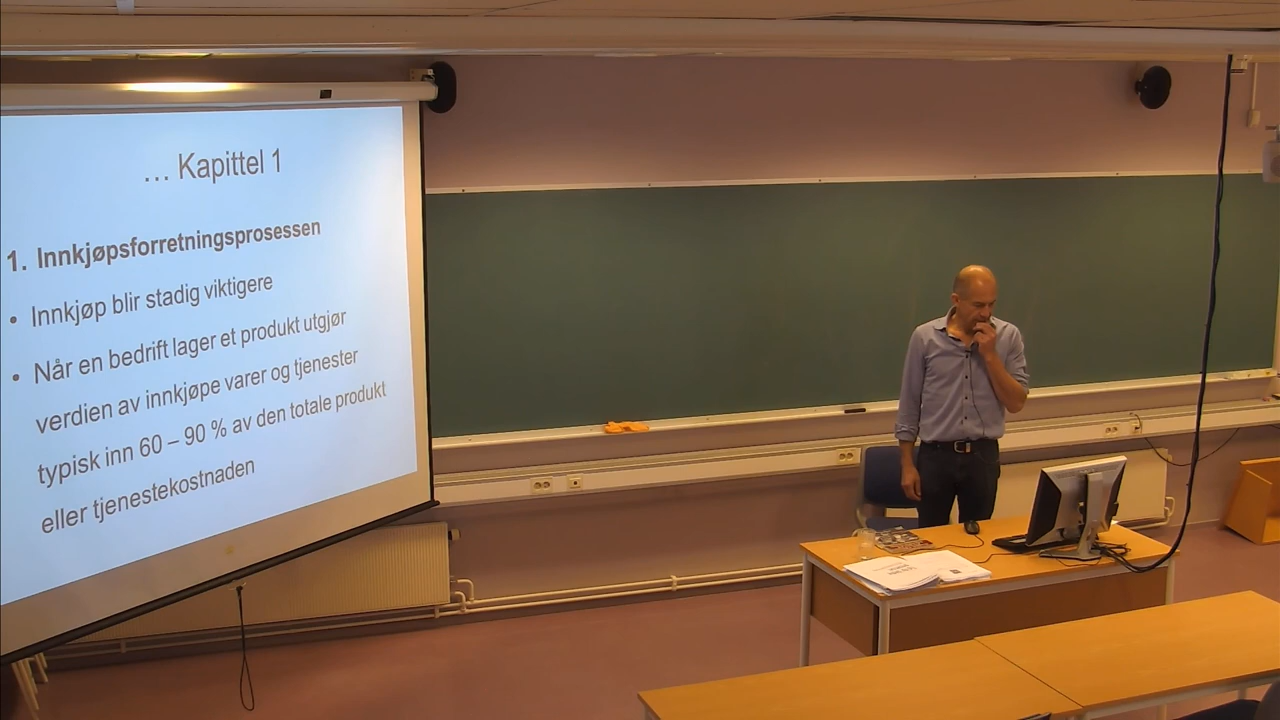 ... Kapittel 1
1. Innkjøpsforretningsprosessen
• Innkjøp blir stadig viktigere
• Når en bedrift lager et produkt utgjør
verdien av innkjøpe varer og tjenester
typisk inn 60 – 90 % av den totale produkt
eller tjenestekostnaden